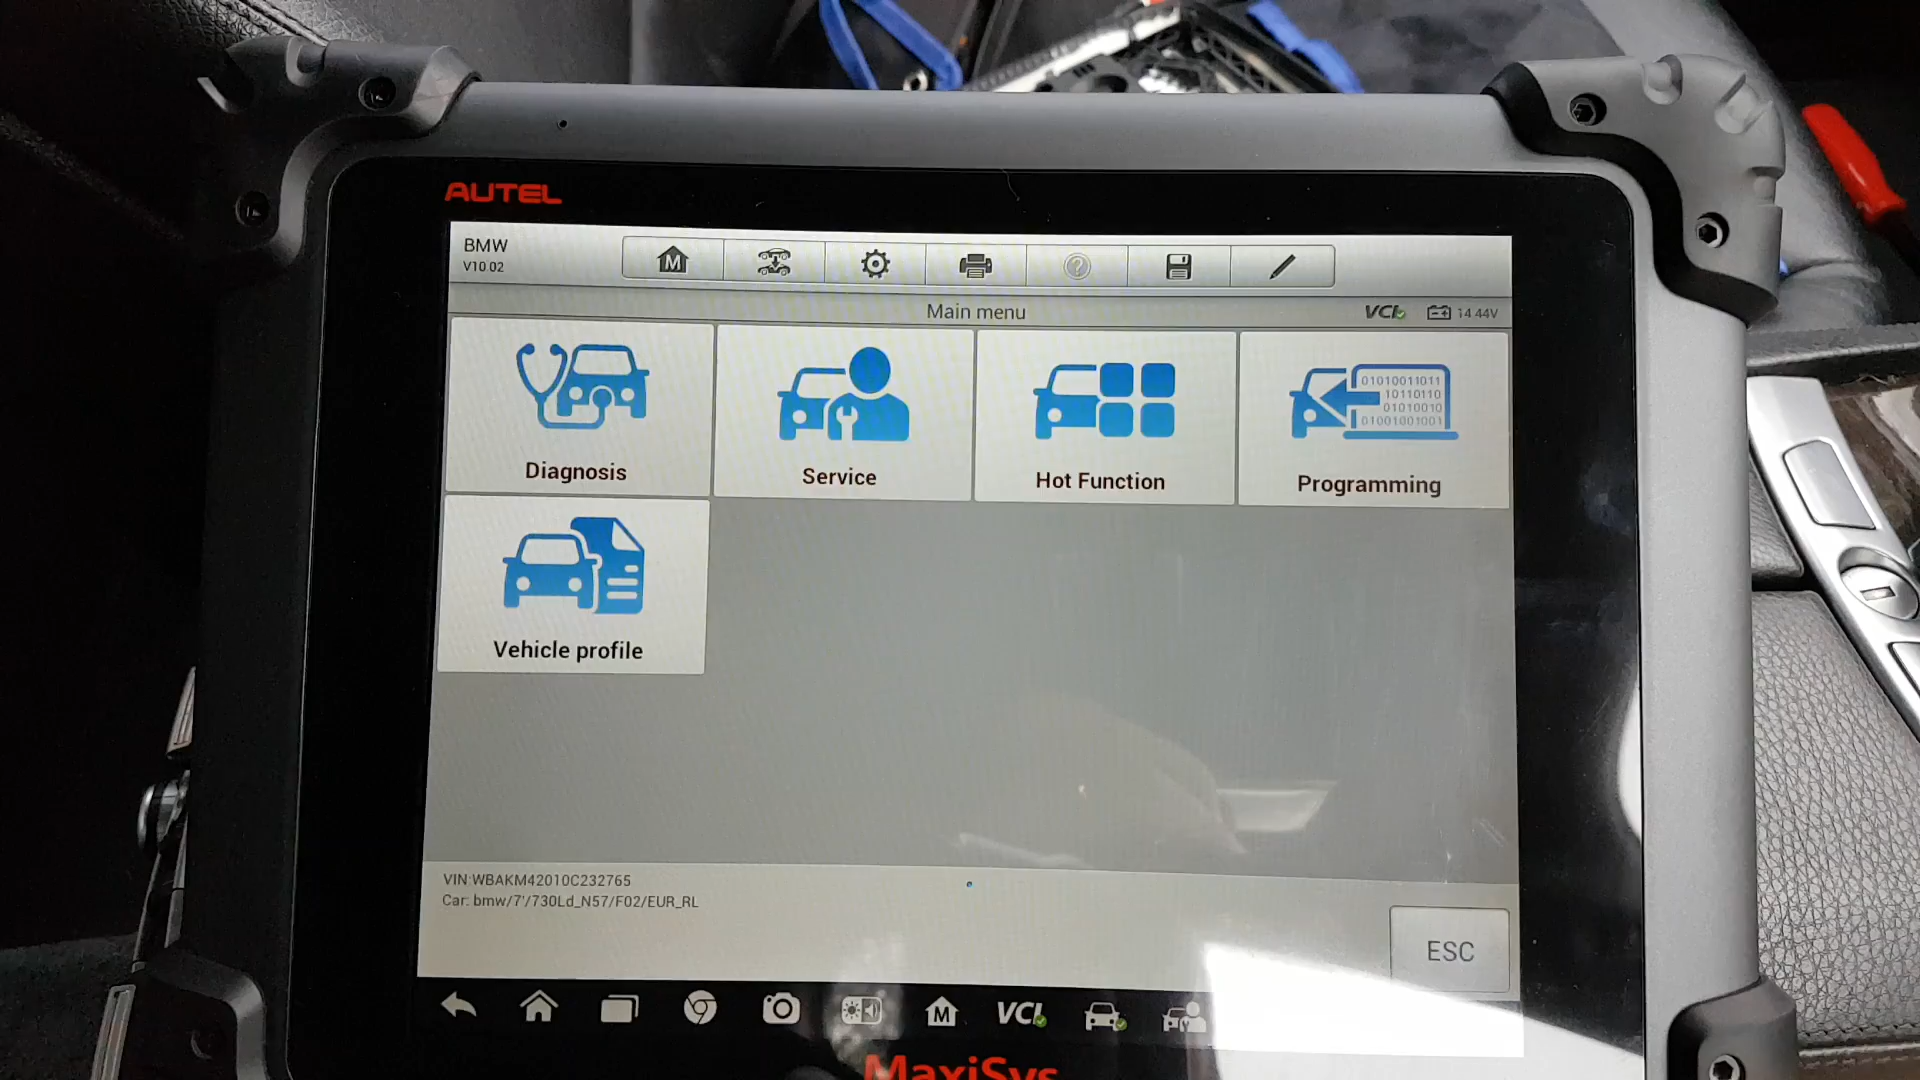 AUTEL
BMW
V10.02
M
?
Main menu
VCI
14.44V
Diagnosis
Service
Hot Function
01010011011
10110110
01010010
01001001001
Programming
Vehicle profile
VIN:WBAKM42010C232765
Car: bmw/7'/730Ld_N57/F02/EUR_RL
ESC
M
VCI
MaxiSys